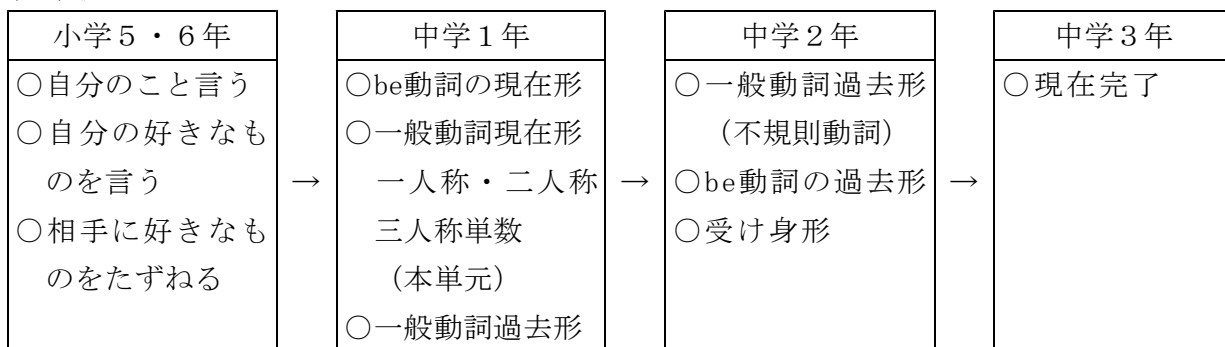 小学５・６年
○自分のこと言う
○自分の好きなも
のを言う
○相手に好きなも
のをたずねる
→
中学１年
○be動詞の現在形
○一般動詞現在形
一人称・二人称
三人称単数
（本単元）
○一般動詞過去形
→
中学２年
○一般動詞過去形
（不規則動詞）
○be動詞の過去形
○受け身形
→
中学３年
○現在完了